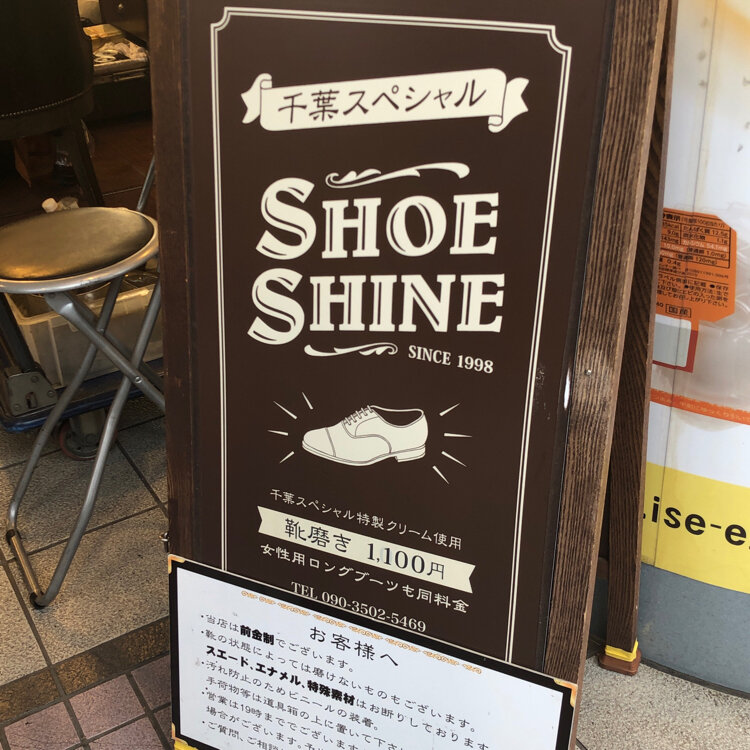 千葉スペシャル
SHOE
SHINE
SINCE 1998
千葉スペシャル特製クリーム使用
靴磨き 1,100円
女性用ロングブーツも同料金
TEL 090-3502-5469
お客様へ
・当店は前金制でございます。
・靴の状態によっては磨けないものもございます。
スエード、エナメル、特殊素材はお断りしております
・汚れ防止のためビニールの装着。
手荷物等は道具箱の上に置いて下さ
・営業は19時まででございます
場合がございます。
・ご質問、ご相談
国産
ise-e